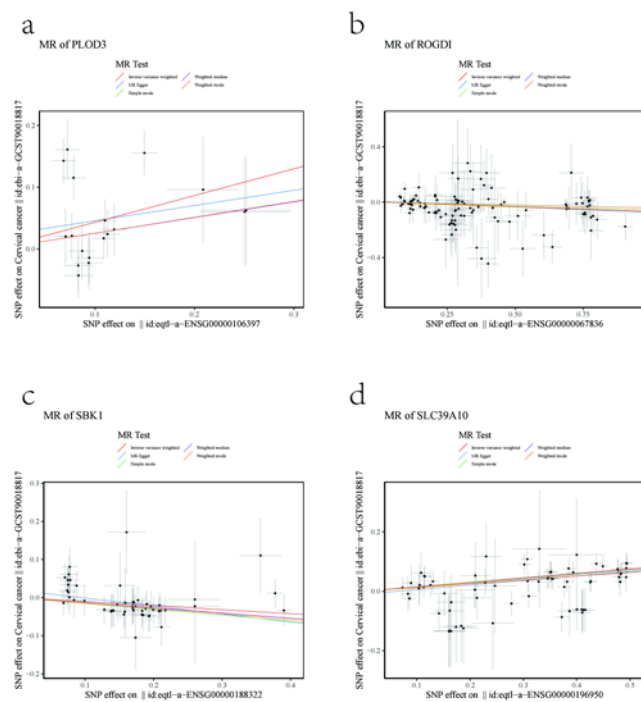 a
MR of PLOD3
MR Test
Inverse variance weighted
Weighted median
MR Egger
Weighted mode
Simple mode
SNP effect on Cervical cancer || id:ebi-a-GCST90018817
0.2
0.1
0.0
0.1
0.2
0.3
SNP effect on || id:eqtl-a-ENSG00000106397
b
MR of ROGDI
MR Test
Inverse variance weighted
Weighted median
MR Egger
Weighted mode
Simple mode
SNP effect on Cervical cancer || id:ebi-a-GCST90018817
0.4
0.0
-0.4
0.25
0.50
0.75
SNP effect on || id:eqtl-a-ENSG00000067836
c
MR of SBK1
MR Test
Inverse variance weighted
Weighted median
MR Egger
Weighted mode
Simple mode
SNP effect on Cervical cancer || id:ebi-a-GCST90018817
0.3
0.2
0.1
0.0
-0.1
-0.2
0.1
0.2
0.3
0.4
SNP effect on || id:eqtl-a-ENSG00000188322
d
MR of SLC39A10
MR Test
Inverse variance weighted
Weighted median
MR Egger
Weighted mode
Simple mode
SNP effect on Cervical cancer || id:ebi-a-GCST90018817
0.2
0.0
-0.2
0.1
0.2
0.3
0.4
0.5
SNP effect on || id:eqtl-a-ENSG00000196950